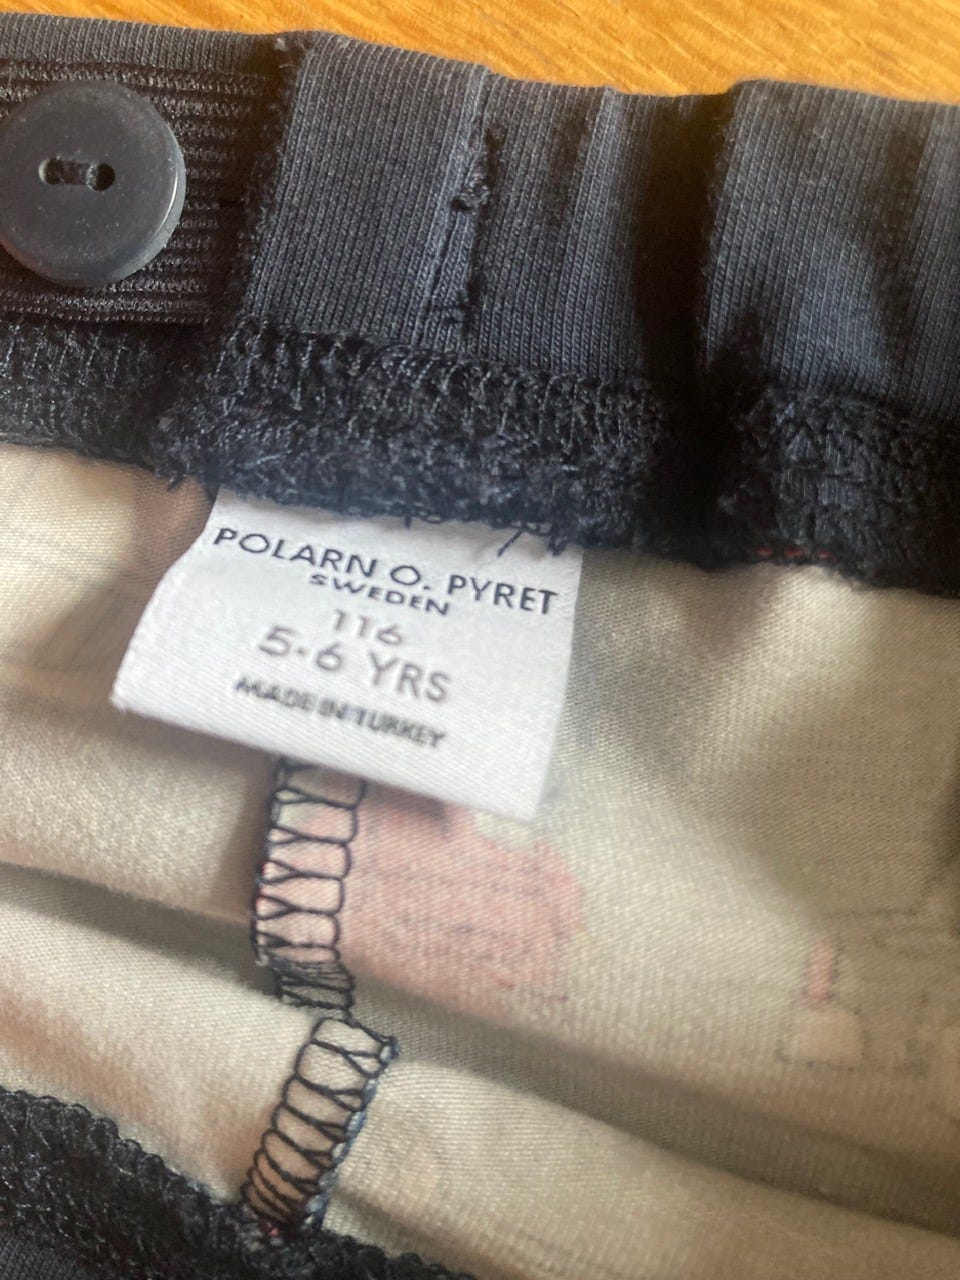 POLARN O. PYRET
SWEDEN
116
5-6 YRS
MADE IN TURKEY